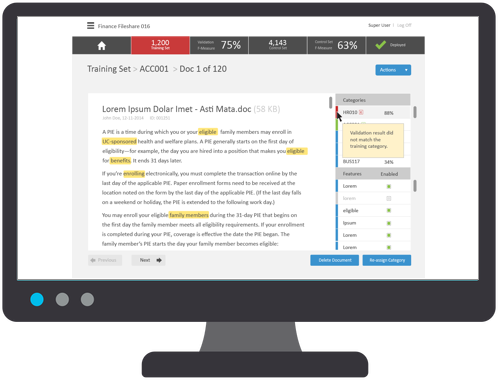 Finance Fileshare 016
Super User | Log Off
1,200
Training Set
Validation
F-Measure
75%
4,143
Control Set
Control Set
F-Measure
63%
Deployed
Training Set > ACC001 > Doc 1 of 120
Actions
Lorem Ipsum Dolar Imet - Asti Mata.doc (58 KB)
John Doe, 12-11-2014 ID: 001251
A PIE is a time during which you or your eligible family members may enroll in
UC-sponsored health and welfare plans. A PIE generally starts on the first day of
eligibility—for example, the day you are hired into a position that makes you eligible
for benefits. It ends 31 days later.
If you're enrolling electronically, you must complete the transaction online by the
last day of the applicable PIE. Paper enrollment forms need to be received at the
location noted on the form by the last day of the applicable PIE. (If the last day falls
on a weekend or holiday, the PIE is extended to the following work day.)
You may enroll your eligible family members during the 31-day PIE that begins on
the first day the family member meets all eligibility requirements. If your enrollment
is completed during your PIE, coverage is effective the date the PIE began. The
family member's PIE starts the day your family member becomes eligible:
Categories
HR010 88%
Validation result did
not match the
training category.
BUS117 34%
Features Enabled
Lorem
lorem
eligible
Ipsum
Lorem
Lorem
Previous
Next
Delete Document
Re-assign Category